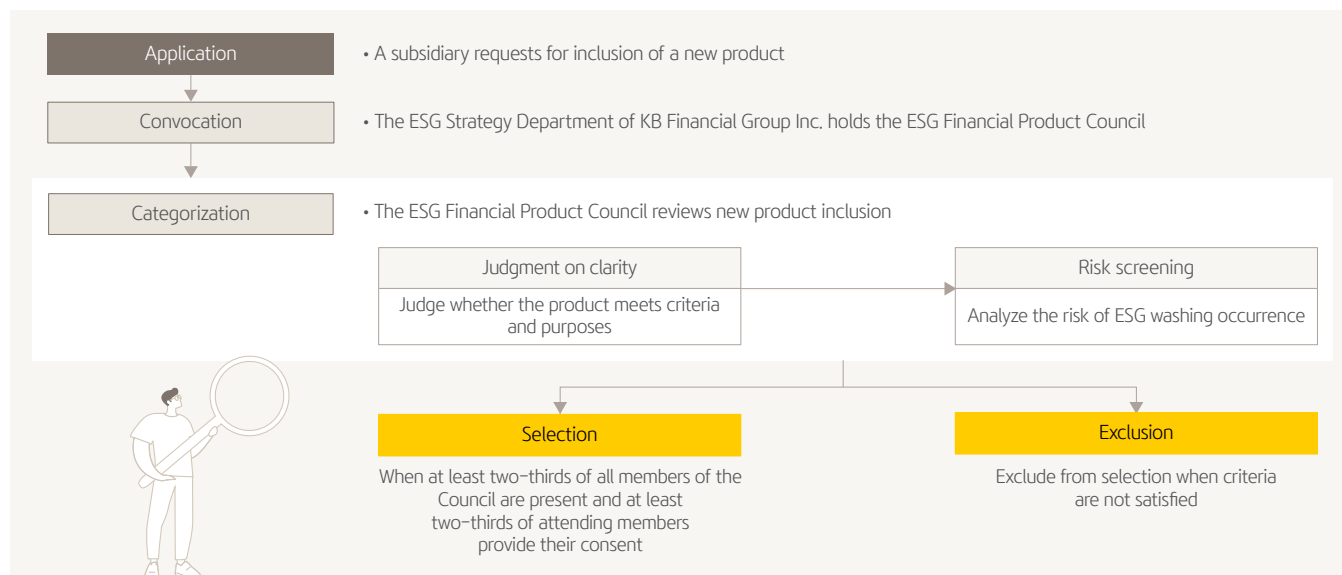 Application
• A subsidiary requests for inclusion of a new product
Convocation
• The ESG Strategy Department of KB Financial Group Inc. holds the ESG Financial Product Council
Categorization
• The ESG Financial Product Council reviews new product inclusion
Judgment on clarity
Judge whether the product meets criteria
and purposes
Risk screening
Analyze the risk of ESG washing occurrence
Selection
When at least two-thirds of all members of the
Council are present and at least
two-thirds of attending members
provide their consent
Exclusion
Exclude from selection when criteria
are not satisfied